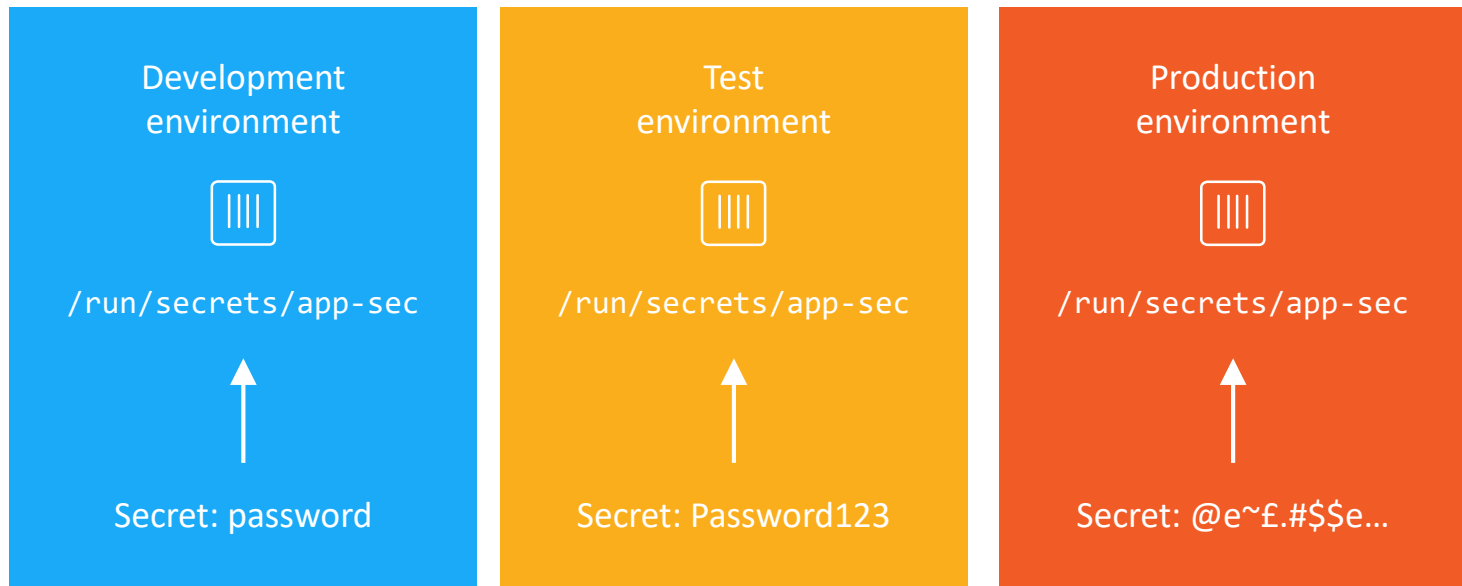 Development
environment
/run/secrets/app-sec
Secret: password
Test
environment
/run/secrets/app-sec
Secret: Password123
Production
environment
/run/secrets/app-sec
Secret: @e~£.#$$e…